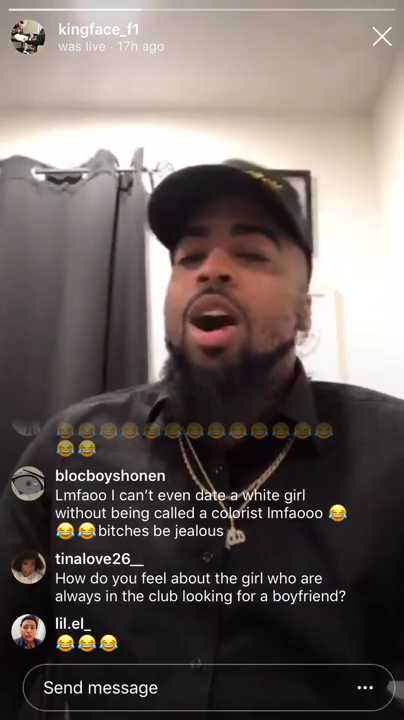 kingface_f1
was live · 17h ago
😂😂😂😂😂😂😂😂😂😂😂😂😂
😂😂
blocboyshonen
Lmfaoo I can’t even date a white girl
without being called a colorist lmfaooo 😂
😂😂bitches be jealous
tinalove26__
How do you feel about the girl who are
always in the club looking for a boyfriend?
lil.el_
😂😂😂
Send message